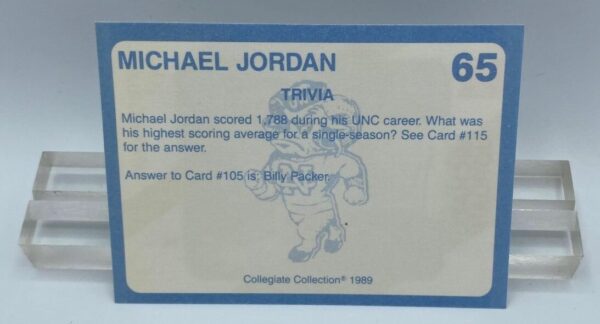 MICHAEL JORDAN 65
TRIVIA
Michael Jordan scored 1,788 during his UNC career. What was
his highest scoring average for a single-season? See Card #115
for the answer.
Answer to Card #105 is: Billy Packer.
N
Collegiate Collection® 1989